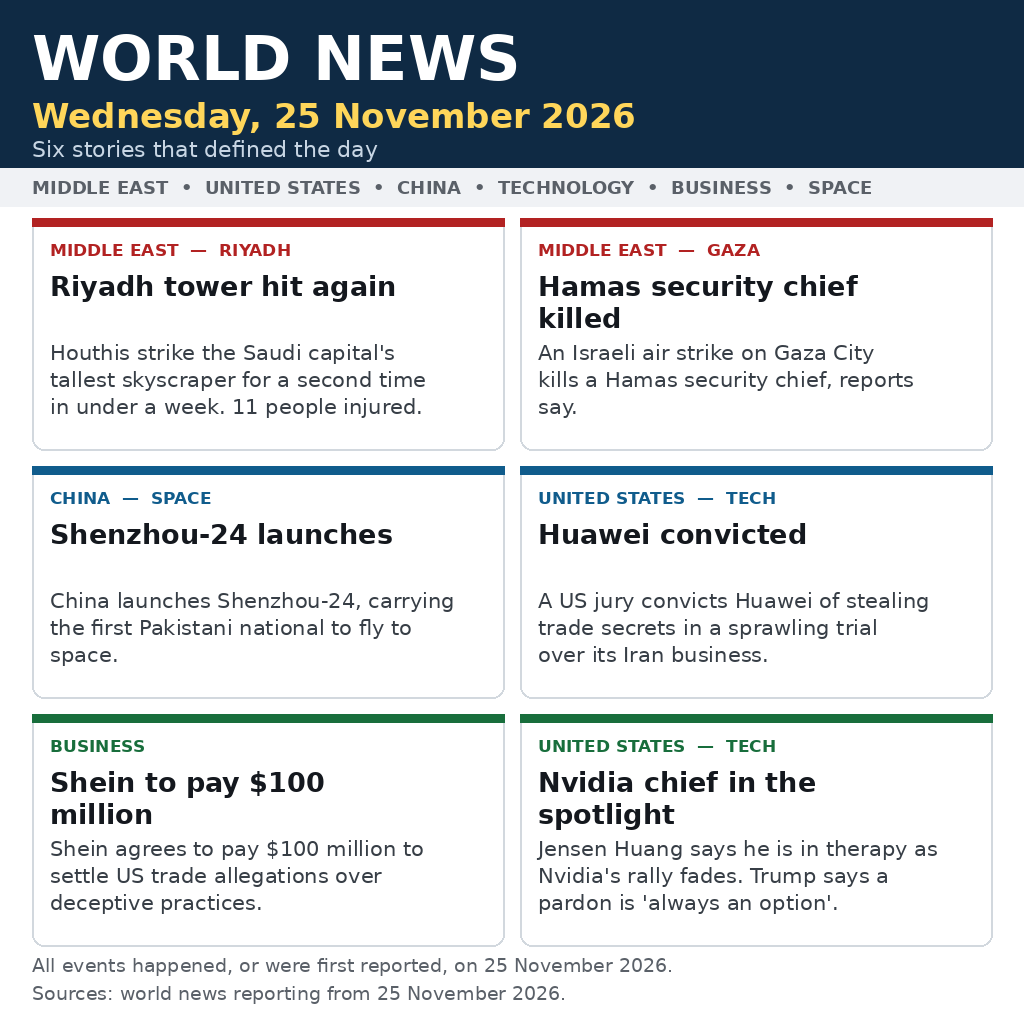 WORLD NEWS
Wednesday, 25 November 2026
Six stories that defined the day
MIDDLE EAST • UNITED STATES • CHINA • TECHNOLOGY • BUSINESS • SPACE
MIDDLE EAST — RIYADH
Riyadh tower hit again
Houthis strike the Saudi capital's
tallest skyscraper for a second time
in under a week. 11 people injured.
MIDDLE EAST — GAZA
Hamas security chief
killed
An Israeli air strike on Gaza City
kills a Hamas security chief, reports
say.
CHINA — SPACE
Shenzhou-24 launches
China launches Shenzhou-24, carrying
the first Pakistani national to fly to
space.
UNITED STATES — TECH
Huawei convicted
A US jury convicts Huawei of stealing
trade secrets in a sprawling trial
over its Iran business.
BUSINESS
Shein to pay $100
million
Shein agrees to pay $100 million to
settle US trade allegations over
deceptive practices.
UNITED STATES — TECH
Nvidia chief in the
spotlight
Jensen Huang says he is in therapy as
Nvidia's rally fades. Trump says a
pardon is 'always an option'.
All events happened, or were first reported, on 25 November 2026.
Sources: world news reporting from 25 November 2026.